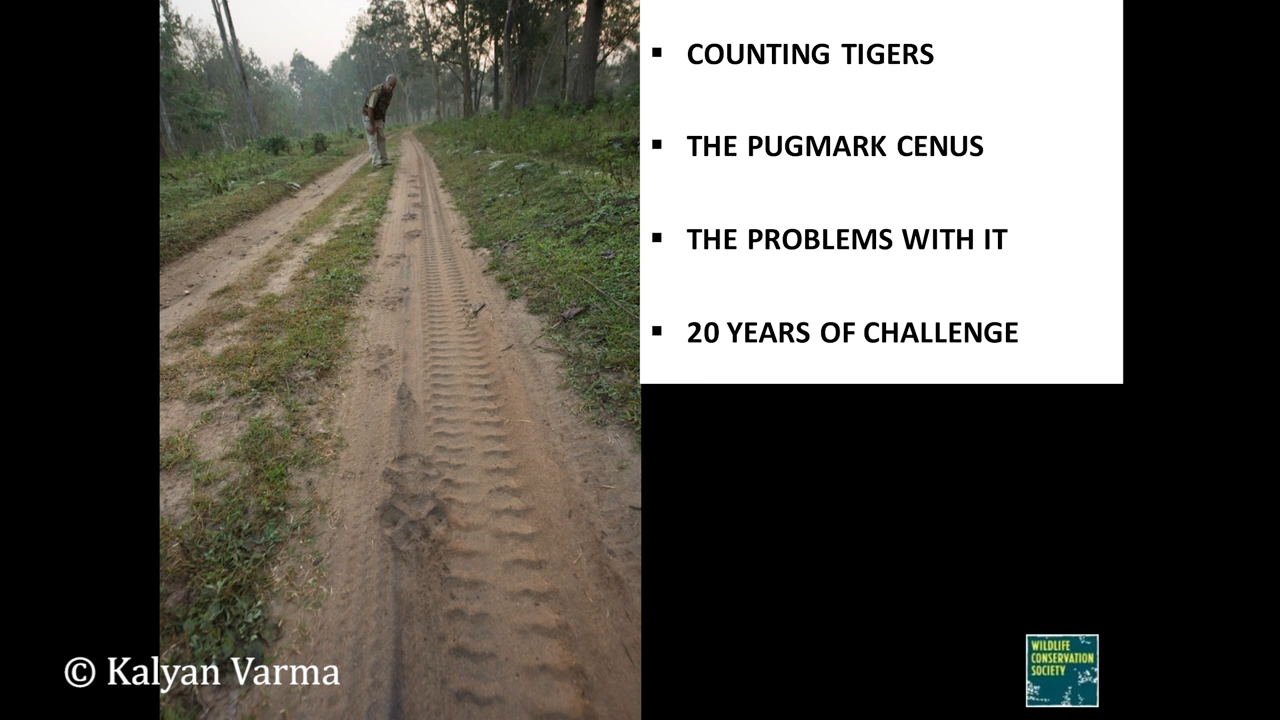 COUNTING TIGERS
THE PUGMARK CENUS
THE PROBLEMS WITH IT
20 YEARS OF CHALLENGE
© Kalyan Varma
WILDLIFE
CONSERVATION
SOCIETY